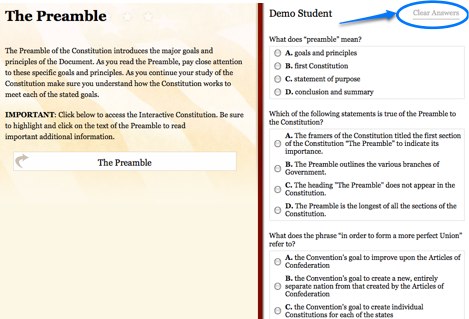 The Preamble
The Preamble of the Constitution introduces the major goals and
principles of the Document. As you read the Preamble, pay close attention
to these specific goals and principles. As you continue your study of the
Constitution make sure you understand how the Constitution works to
meet each of the stated goals.
IMPORTANT: Click below to access the Interactive Constitution. Be sure
to highlight and click on the text of the Preamble to read
important additional information.
The Preamble
Demo Student
Clear Answers
What does "preamble" mean?
A. goals and principles
B. first Constitution
C. statement of purpose
D. conclusion and summary
Which of the following statements is true of the Preamble to
the Constitution?
A. The framers of the Constitution titled the first section
of the Constitution "The Preamble" to indicate its
importance.
B. The Preamble outlines the various branches of
Government.
C. The heading "The Preamble" does not appear in the
Constitution.
D. The Preamble is the longest of all the sections of the
Constitution.
What does the phrase "in order to form a more perfect Union"
refer to?
A. the Convention's goal to improve upon the Articles of
Confederation
B. the Convention's goal to create a new, entirely
separate nation from that created by the Articles of
Confederation
C. the Convention's goal to create individual
Constitutions for each of the states